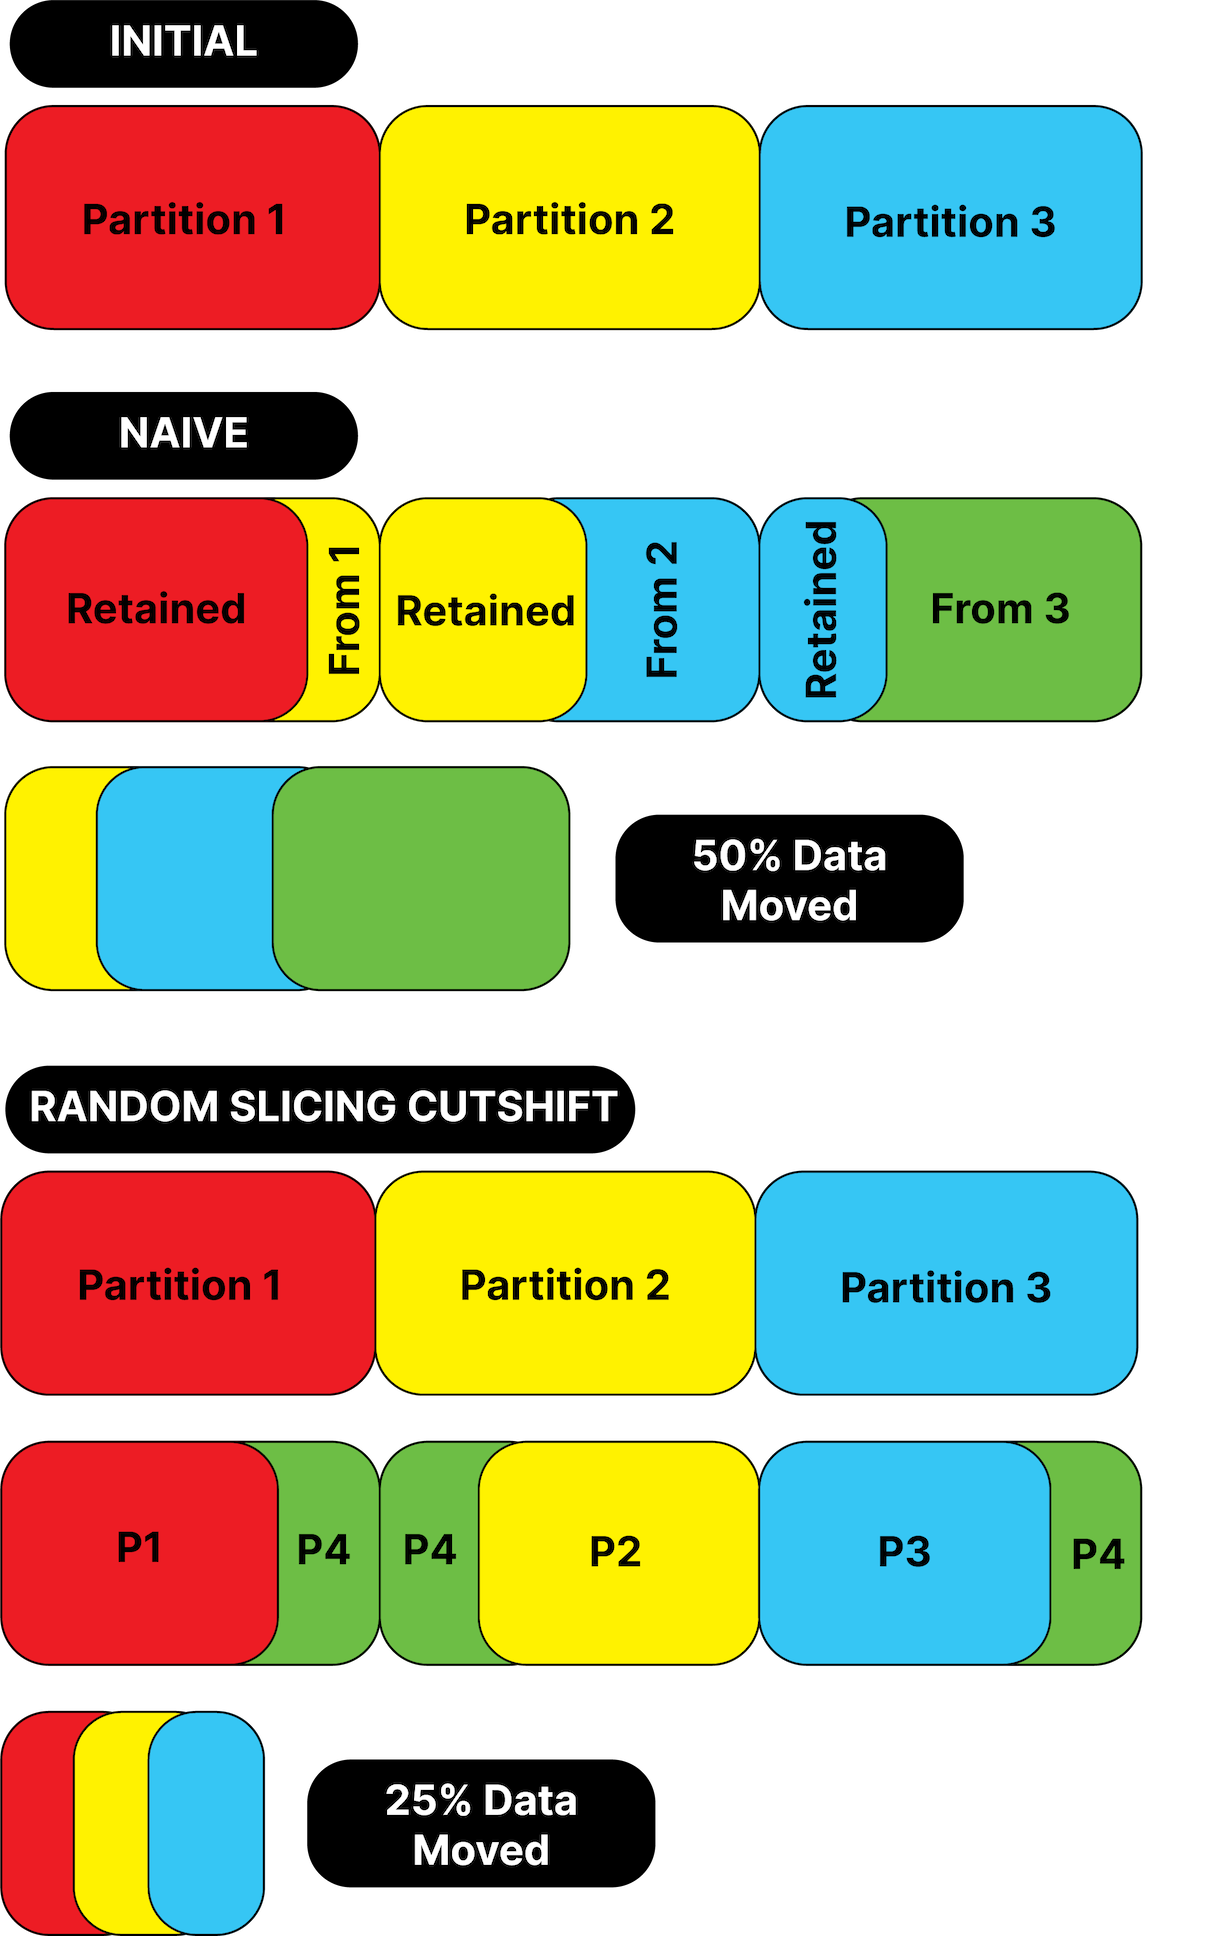 INITIAL
Partition 1
Partition 2
Partition 3
NAIVE
Retained
From 1
Retained
From 2
Retained
From 3
50% Data
Moved
RANDOM SLICING CUTSHIFT
Partition 1
Partition 2
Partition 3
P1
P4
P4
P2
P3
P4
25% Data
Moved